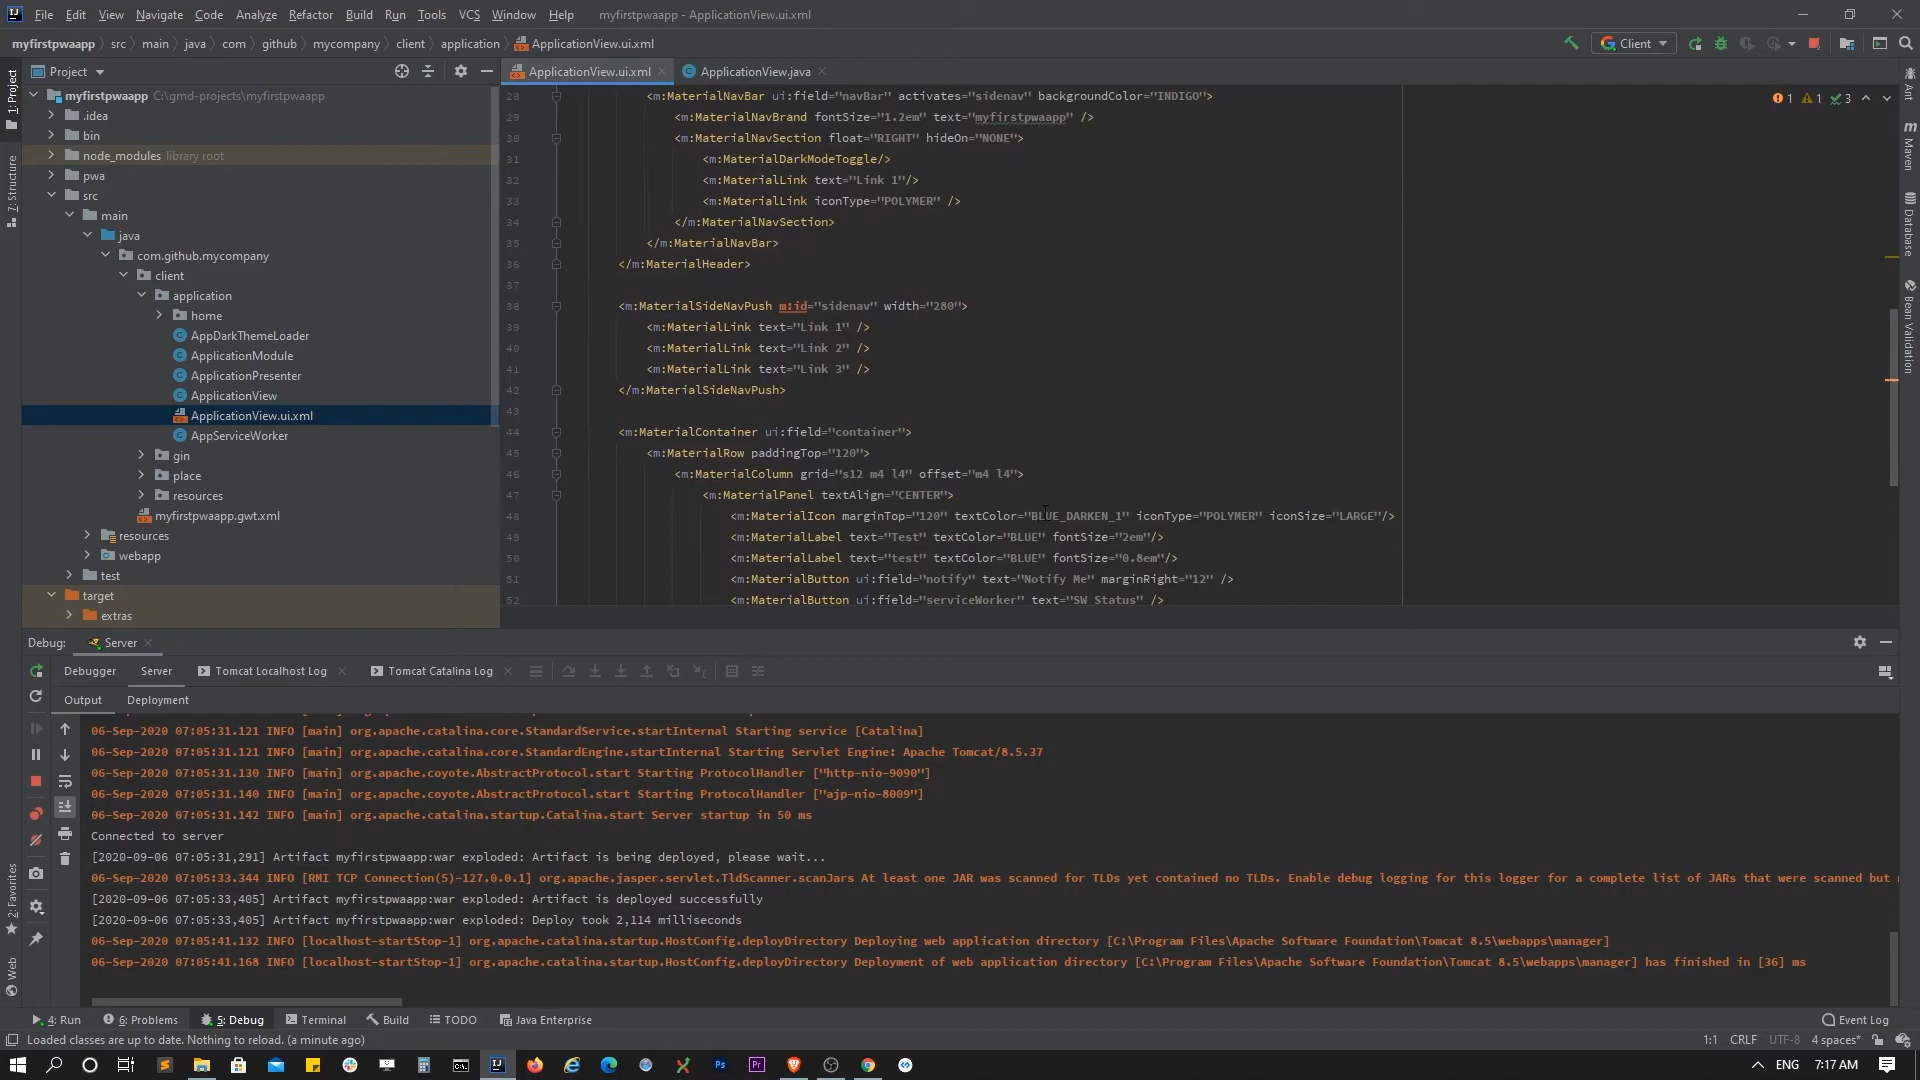 File Edit View Navigate Code Analyze Refactor Build Run Tools VCS Window Help myfirstpwaapp - ApplicationView.ui.xml
myfirstpwaapp src main java com github mycompany client application ApplicationView.ui.xml Client
Project ApplicationView.ui.xml ApplicationView.java
myfirstpwaapp C:\gmd-projects\myfirstpwaapp
.idea
bin
node_modules library root
pwa
src
main
java
com.github.mycompany
client
application
home
AppDarkThemeLoader
ApplicationModule
ApplicationPresenter
ApplicationView
ApplicationView.ui.xml
AppServiceWorker
gin
place
resources
myfirstpwaapp.gwt.xml
resources
webapp
test
target
extras
1: Project
7: Structure
2: Favorites
Web
28 <m:MaterialNavBar ui:field="navBar" activates="sidenav" backgroundColor="INDIGO">
29 <m:MaterialNavBrand fontSize="1.2em" text="myfirstpwaapp" />
30 <m:MaterialNavSection float="RIGHT" hideOn="NONE">
31 <m:MaterialDarkModeToggle/>
32 <m:MaterialLink text="Link 1"/>
33 <m:MaterialLink iconType="POLYMER" />
34 </m:MaterialNavSection>
35 </m:MaterialNavBar>
36 </m:MaterialHeader>
37
38 <m:MaterialSideNavPush m:id="sidenav" width="280">
39 <m:MaterialLink text="Link 1" />
40 <m:MaterialLink text="Link 2" />
41 <m:MaterialLink text="Link 3" />
42 </m:MaterialSideNavPush>
43
44 <m:MaterialContainer ui:field="container">
45 <m:MaterialRow paddingTop="120">
46 <m:MaterialColumn grid="s12 m4 l4" offset="m4 l4">
47 <m:MaterialPanel textAlign="CENTER">
48 <m:MaterialIcon marginTop="120" textColor="BLUE_DARKEN_1" iconType="POLYMER" iconSize="LARGE"/>
49 <m:MaterialLabel text="Test" textColor="BLUE" fontSize="2em"/>
50 <m:MaterialLabel text="test" textColor="BLUE" fontSize="0.8em"/>
51 <m:MaterialButton ui:field="notify" text="Notify Me" marginRight="12" />
52 <m:MaterialButton ui:field="serviceWorker" text="SW Status" />
1 1 3
Ant
Maven
Database
Bean Validation
Debug: Server
Debugger Server Tomcat Localhost Log Tomcat Catalina Log
Output Deployment
06-Sep-2020 07:05:31.121 INFO [main] org.apache.catalina.core.StandardService.startInternal Starting service [Catalina]
06-Sep-2020 07:05:31.121 INFO [main] org.apache.catalina.core.StandardEngine.startInternal Starting Servlet Engine: Apache Tomcat/8.5.37
06-Sep-2020 07:05:31.130 INFO [main] org.apache.coyote.AbstractProtocol.start Starting ProtocolHandler ["http-nio-9090"]
06-Sep-2020 07:05:31.140 INFO [main] org.apache.coyote.AbstractProtocol.start Starting ProtocolHandler ["ajp-nio-8009"]
06-Sep-2020 07:05:31.142 INFO [main] org.apache.catalina.startup.Catalina.start Server startup in 50 ms
Connected to server
[2020-09-06 07:05:31,291] Artifact myfirstpwaapp:war exploded: Artifact is being deployed, please wait...
06-Sep-2020 07:05:33.344 INFO [RMI TCP Connection(5)-127.0.0.1] org.apache.jasper.servlet.TldScanner.scanJars At least one JAR was scanned for TLDs yet contained no TLDs. Enable debug logging for this logger for a complete list of JARs that were scanned but
[2020-09-06 07:05:33,405] Artifact myfirstpwaapp:war exploded: Artifact is deployed successfully
[2020-09-06 07:05:33,405] Artifact myfirstpwaapp:war exploded: Deploy took 2,114 milliseconds
06-Sep-2020 07:05:41.132 INFO [localhost-startStop-1] org.apache.catalina.startup.HostConfig.deployDirectory Deploying web application directory [C:\Program Files\Apache Software Foundation\Tomcat 8.5\webapps\manager]
06-Sep-2020 07:05:41.168 INFO [localhost-startStop-1] org.apache.catalina.startup.HostConfig.deployDirectory Deployment of web application directory [C:\Program Files\Apache Software Foundation\Tomcat 8.5\webapps\manager] has finished in [36] ms
4: Run 6: Problems 5: Debug Terminal Build TODO Java Enterprise Event Log
Loaded classes are up to date. Nothing to reload. (a minute ago) 1:1 CRLF UTF-8 4 spaces*
Ps Pr ENG 7:17 AM